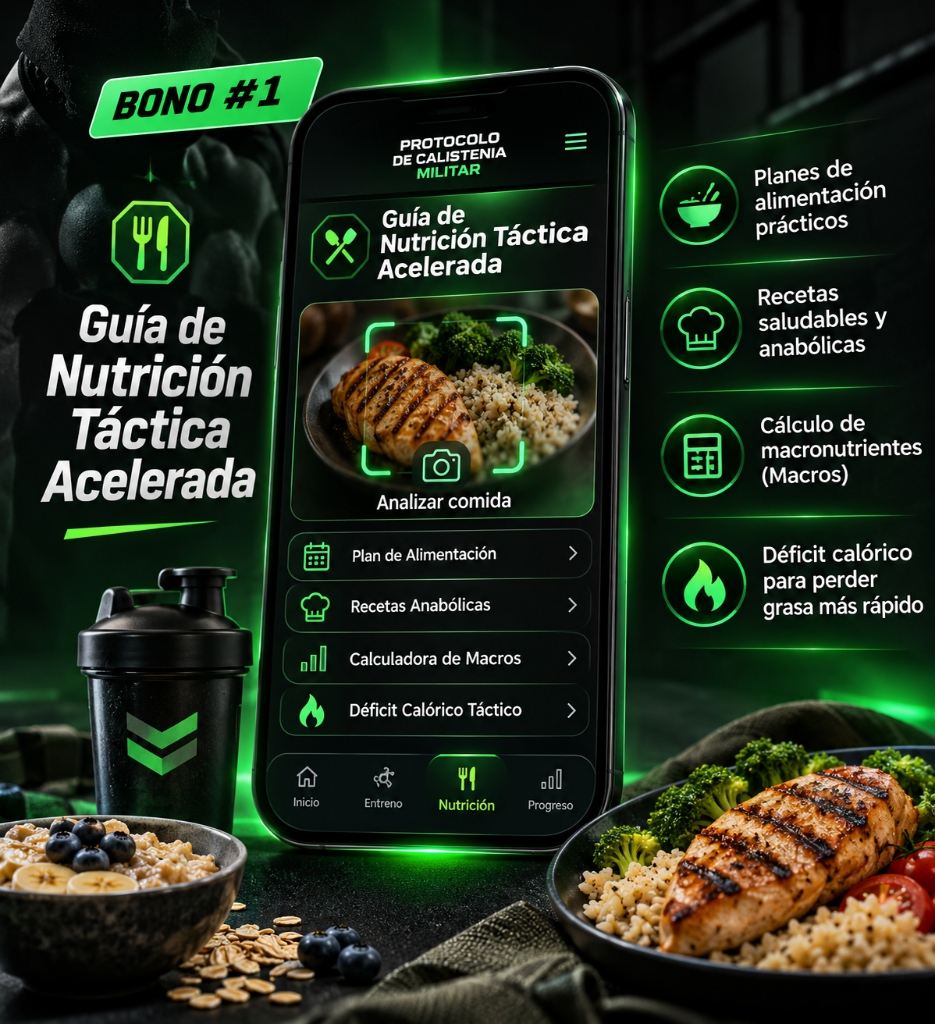 BONO #1
Guía de
Nutrición
Táctica
Acelerada
PROTOCOLO
DE CALISTENIA
MILITAR
Guía de
Nutrición Táctica
Acelerada
Analizar comida
Plan de Alimentación
Recetas Anabólicas
Calculadora de Macros
Déficit Calórico Táctico
Inicio
Entreno
Nutrición
Progreso
Planes de
alimentación
prácticos
Recetas
saludables y
anabólicas
Cálculo de
macronutrientes
(Macros)
Déficit calórico
para perder
grasa más rápido